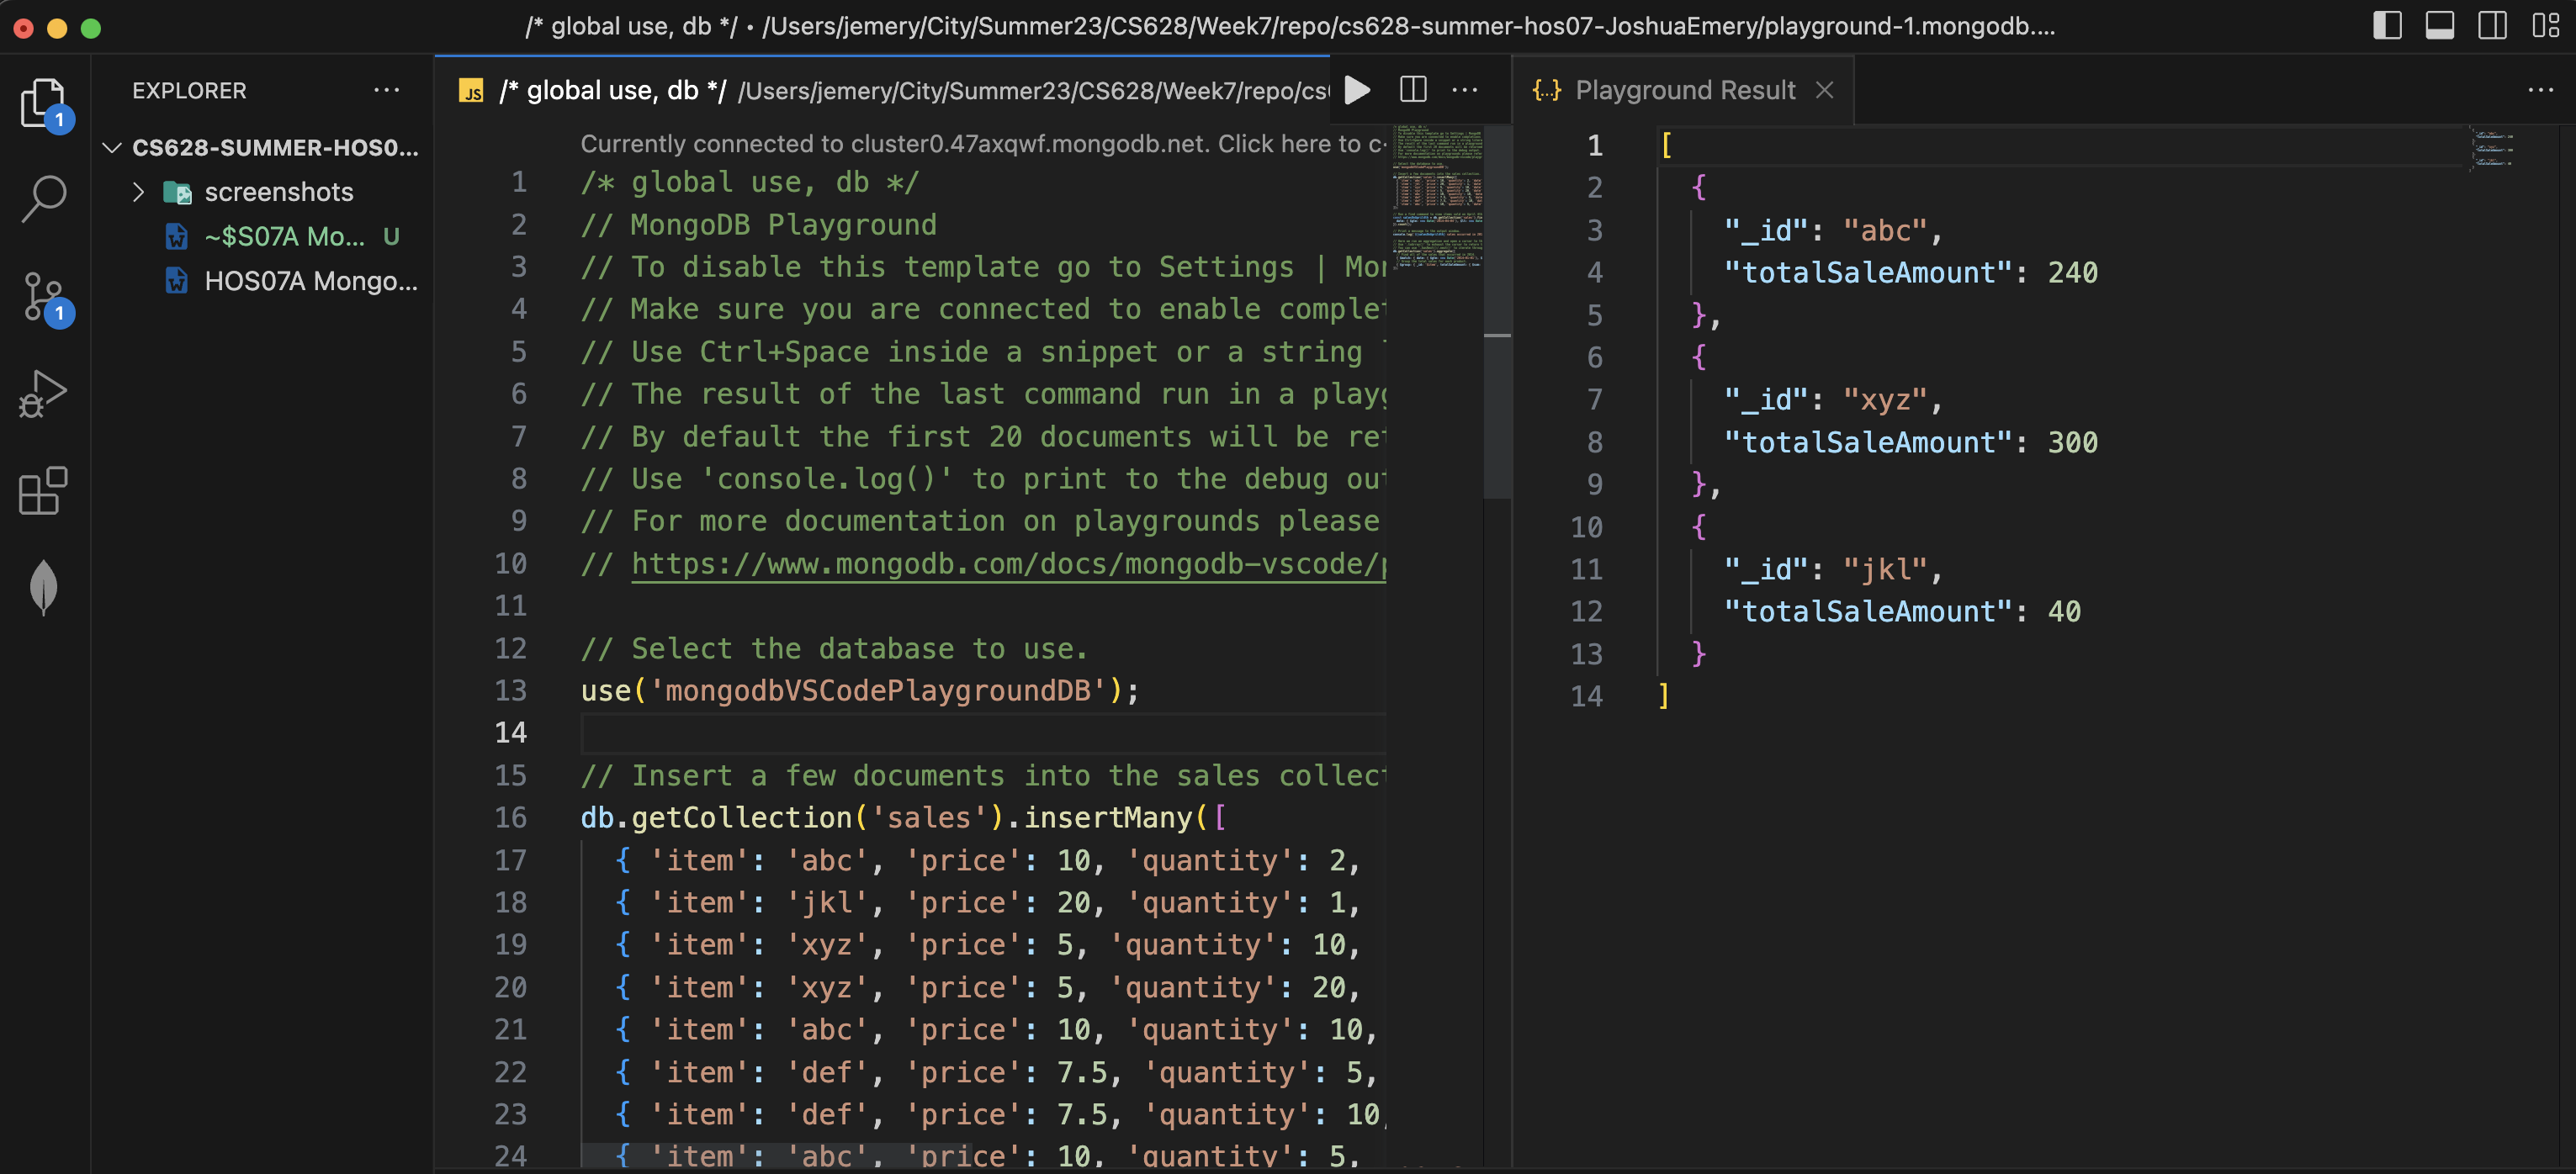 /* global use, db */ • /Users/jemery/City/Summer23/CS628/Week7/repo/cs628-summer-hos07-JoshuaEmery/playground-1.mongodb....
EXPLORER
1
CS628-SUMMER-HOS0...
screenshots
~$S07A Mo... U
HOS07A Mongo...
1
JS /* global use, db */ /Users/jemery/City/Summer23/CS628/Week7/repo/cs
Currently connected to cluster0.47axqwf.mongodb.net. Click here to c
1 /* global use, db */
2 // MongoDB Playground
3 // To disable this template go to Settings | Mon
4 // Make sure you are connected to enable complet
5 // Use Ctrl+Space inside a snippet or a string
6 // The result of the last command run in a playg
7 // By default the first 20 documents will be ret
8 // Use 'console.log()' to print to the debug out
9 // For more documentation on playgrounds please
10 // https://www.mongodb.com/docs/mongodb-vscode/p
11
12 // Select the database to use.
13 use('mongodbVSCodePlaygroundDB');
14
15 // Insert a few documents into the sales collect
16 db.getCollection('sales').insertMany([
17 { 'item': 'abc', 'price': 10, 'quantity': 2,
18 { 'item': 'jkl', 'price': 20, 'quantity': 1,
19 { 'item': 'xyz', 'price': 5, 'quantity': 10,
20 { 'item': 'xyz', 'price': 5, 'quantity': 20,
21 { 'item': 'abc', 'price': 10, 'quantity': 10,
22 { 'item': 'def', 'price': 7.5, 'quantity': 5,
23 { 'item': 'def', 'price': 7.5, 'quantity': 10,
24 { 'item': 'abc', 'price': 10, 'quantity': 5,
{...} Playground Result
1 [
2 {
3 "_id": "abc",
4 "totalSaleAmount": 240
5 },
6 {
7 "_id": "xyz",
8 "totalSaleAmount": 300
9 },
10 {
11 "_id": "jkl",
12 "totalSaleAmount": 40
13 }
14 ]